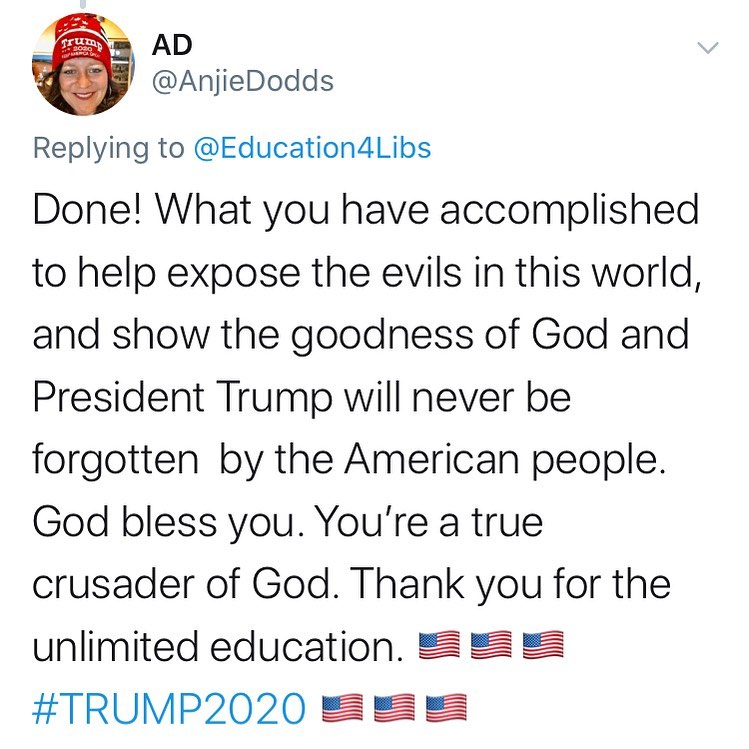 Trump
2020
AD
@AnjieDodds
Replying to @Education4Libs
Done! What you have accomplished
to help expose the evils in this world,
and show the goodness of God and
President Trump will never be
forgotten  by the American people.
God bless you. You're a true
crusader of God. Thank you for the
unlimited education. 🇺🇸 🇺🇸 🇺🇸
#TRUMP2020 🇺🇸 🇺🇸 🇺🇸